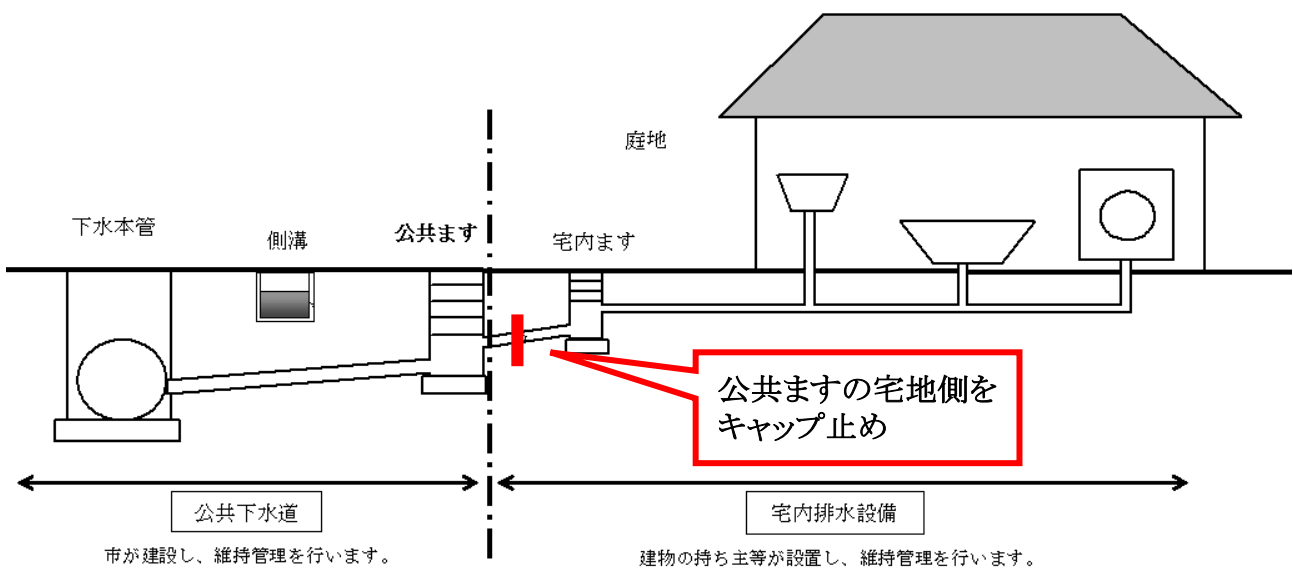 庭地
下水本管
側溝
公共ます
宅内ます
公共ますの宅地側を
キャップ止め
公共下水道
宅内排水設備
市が建設し、維持管理を行います。
建物の持ち主等が設置し、維持管理を行います。